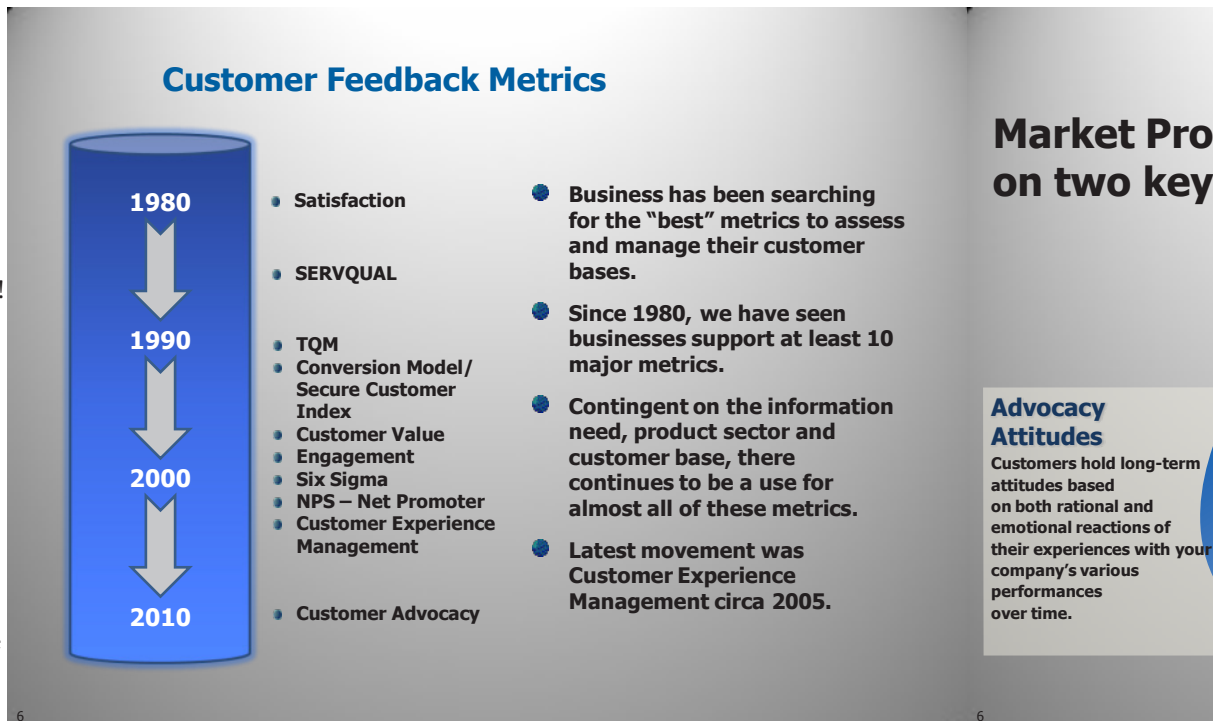 Customer Feedback Metrics
1980
1990
2000
2010
Satisfaction
SERVQUAL
TQM
Conversion Model/
Secure Customer
Index
Customer Value
Engagement
Six Sigma
NPS – Net Promoter
Customer Experience
Management
Customer Advocacy
Business has been searching
for the “best” metrics to assess
and manage their customer
bases.
Since 1980, we have seen
businesses support at least 10
major metrics.
Contingent on the information
need, product sector and
customer base, there
continues to be a use for
almost all of these metrics.
Latest movement was
Customer Experience
Management circa 2005.
6
!
Market Pro
on two key
Advocacy
Attitudes
Customers hold long-term
attitudes based
on both rational and
emotional reactions of
their experiences with your
company’s various
performances
over time.
6